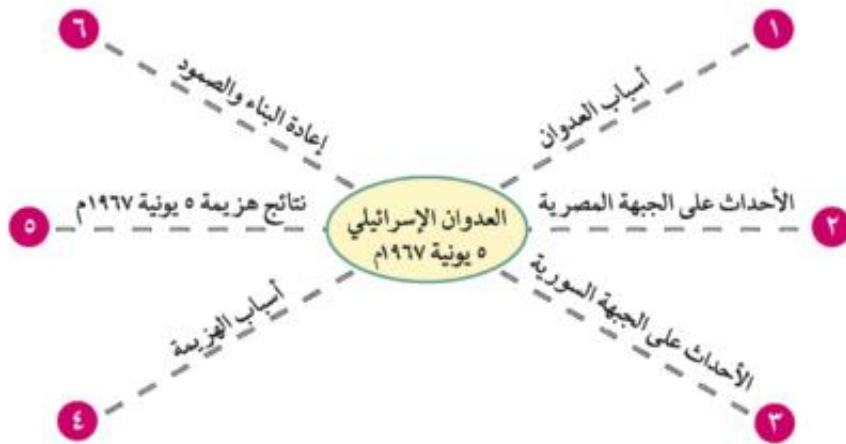 العدوان الإسرائيلي
٥ يونية ١٩٦٧م
١
أسباب العدوان
٢
الأحداث على الجبهة المصرية
٣
الأحداث على الجبهة السورية
٤
أسباب الهزيمة
٥
نتائج هزيمة ٥ يونية ١٩٦٧م
٦
إعادة البناء والصمود